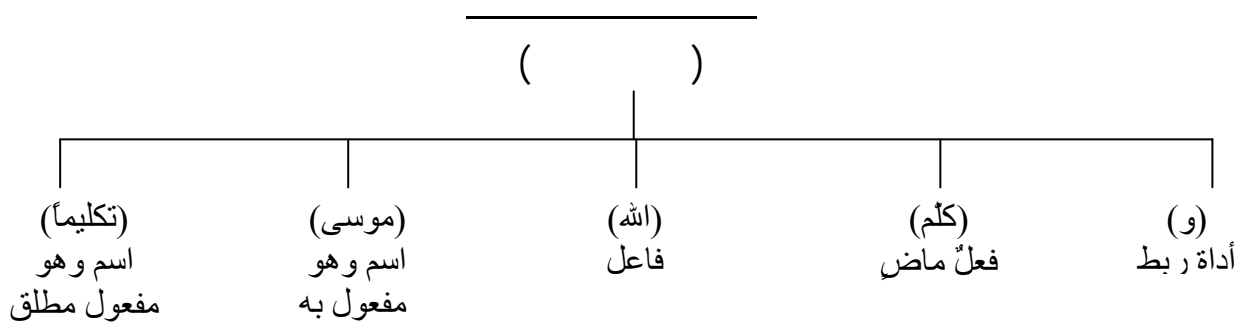 ( )
(و) (كلّم) (الله) (موسى) (تكليماً)
أداة ربط فعلٌ ماضٍ فاعل اسم وهو اسم وهو
مفعول به مفعول مطلق